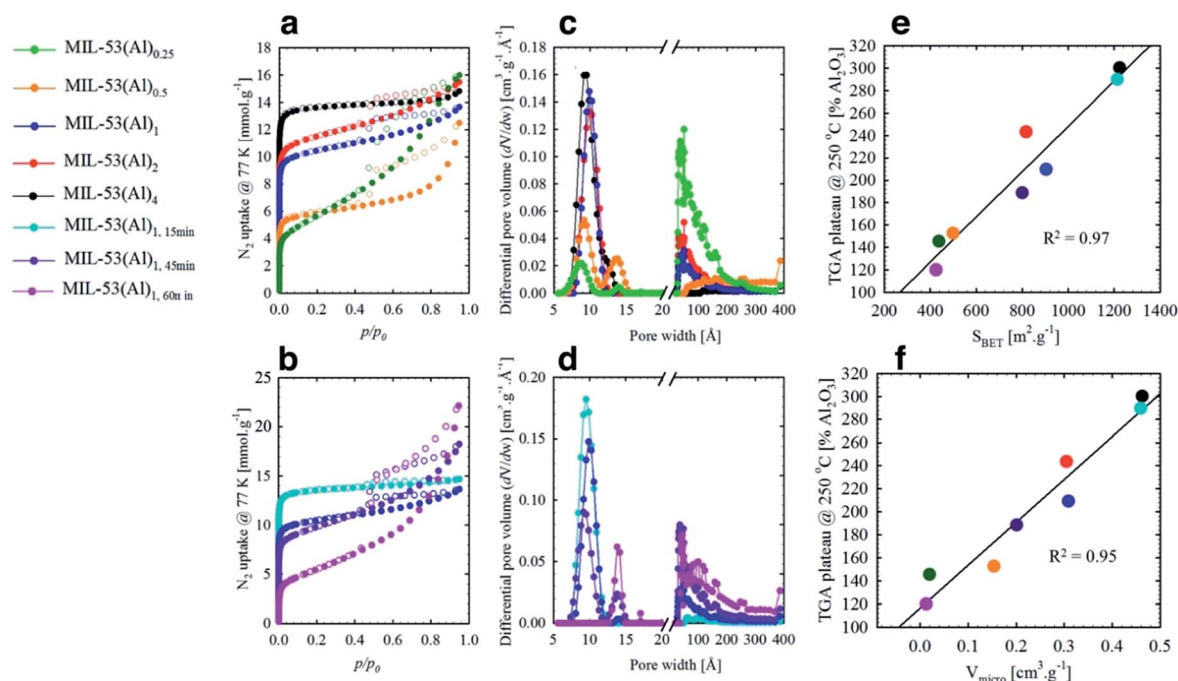 MIL-53(Al)0.25
MIL-53(Al)0.5
MIL-53(Al)1
MIL-53(Al)2
MIL-53(Al)4
MIL-53(Al)1, 15min
MIL-53(Al)1, 45min
MIL-53(Al)1, 60min
a
N2 uptake @ 77 K [mmol.g-1]
18
16
14
12
10
8
6
4
2
0
0.0 0.2 0.4 0.6 0.8 1.0
p/p0
c
Differential pore volume (dV/dw) [cm3.g-1.Å-1]
0.18
0.16
0.14
0.12
0.10
0.08
0.06
0.04
0.02
0.00
5 10 15 20 100 200 300 400
Pore width [Å]
e
TGA plateau @ 250 °C [% Al2O3]
320
300
280
260
240
220
200
180
160
140
120
100
R2 = 0.97
200 400 600 800 1000 1200 1400
SBET [m2.g-1]
b
N2 uptake @ 77 K [mmol.g-1]
25
20
15
10
5
0
0.0 0.2 0.4 0.6 0.8 1.0
p/p0
d
Differential pore volume (dV/dw) [cm3.g-1.Å-1]
0.20
0.15
0.10
0.05
0.00
5 10 15 20 100 200 300 400
Pore width [Å]
f
TGA plateau @ 250 °C [% Al2O3]
320
300
280
260
240
220
200
180
160
140
120
100
R2 = 0.95
0.0 0.1 0.2 0.3 0.4 0.5
Vmicro [cm3.g-1]